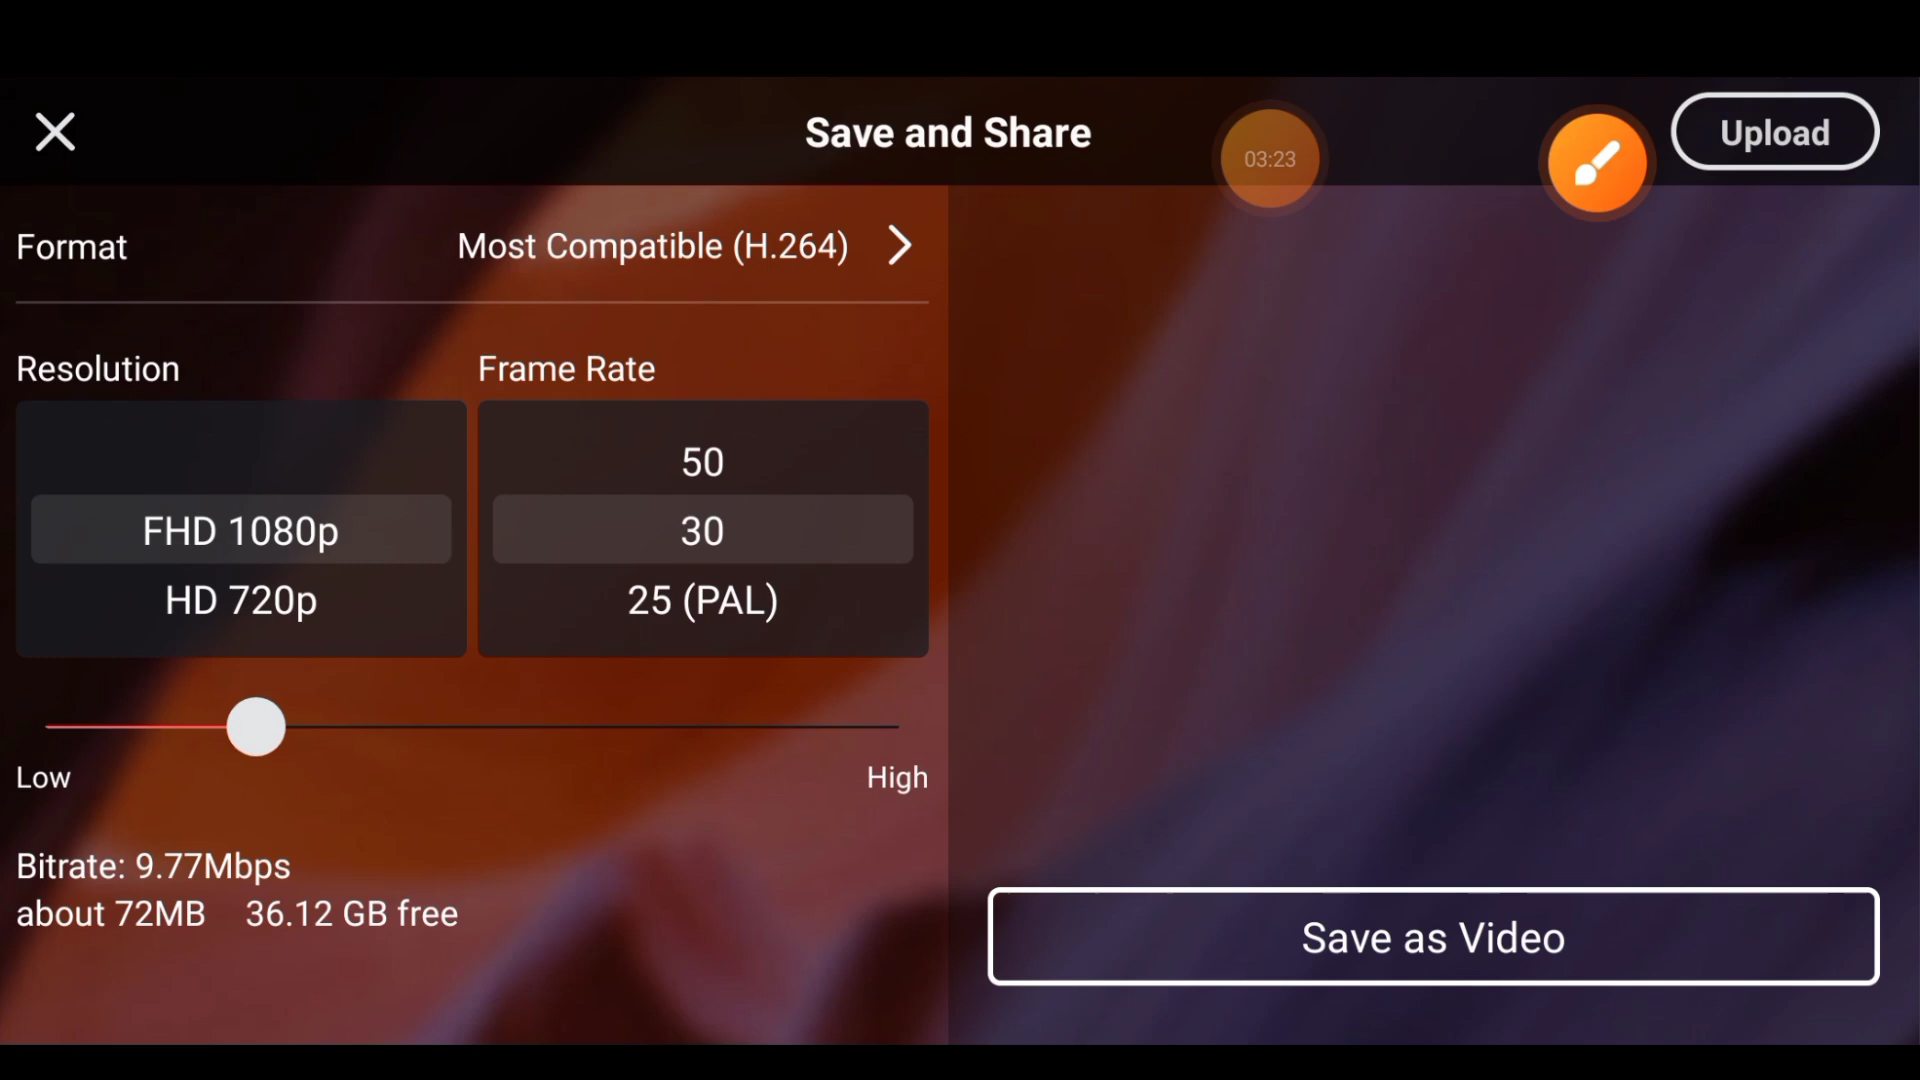 Save and Share
03:23
Upload
Format
Most Compatible (H.264)
Resolution
Frame Rate
FHD 1080p
HD 720p
50
30
25 (PAL)
Low
High
Bitrate: 9.77Mbps
about 72MB 36.12 GB free
Save as Video